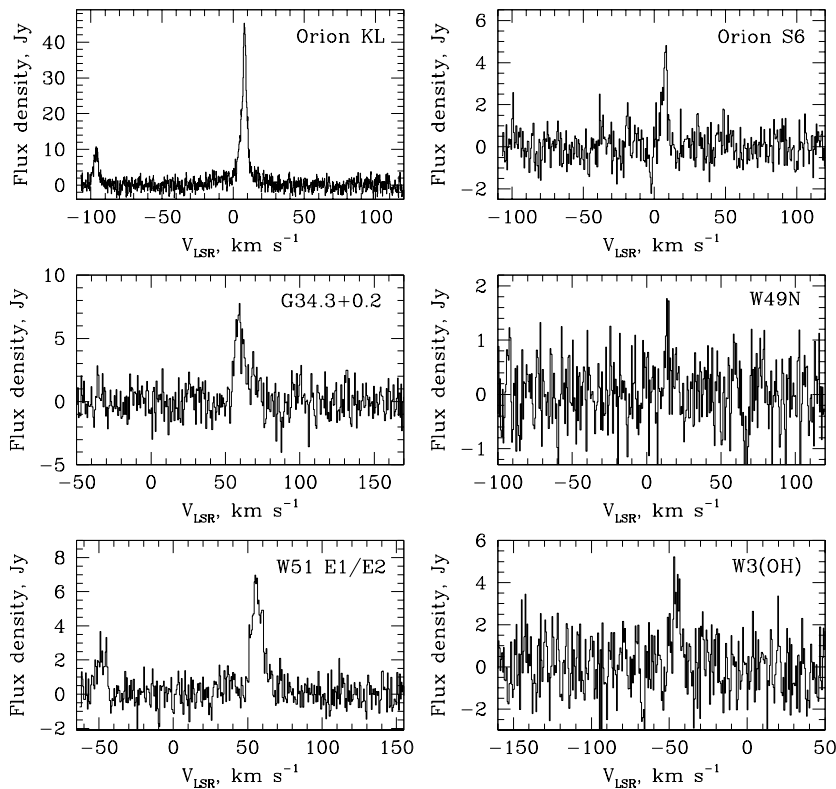 Orion KL
Flux density, Jy
40
30
20
10
0
−100 −50 0 50 100
V_LSR, km s⁻¹
Orion S6
Flux density, Jy
6
4
2
0
−2
−100 −50 0 50 100
V_LSR, km s⁻¹
G34.3+0.2
Flux density, Jy
10
5
0
−5
−50 0 50 100 150
V_LSR, km s⁻¹
W49N
Flux density, Jy
2
1
0
−1
−100 −50 0 50 100
V_LSR, km s⁻¹
W51 E1/E2
Flux density, Jy
8
6
4
2
0
−2
−50 0 50 100 150
V_LSR, km s⁻¹
W3(OH)
Flux density, Jy
6
4
2
0
−2
−150 −100 −50 0 50
V_LSR, km s⁻¹